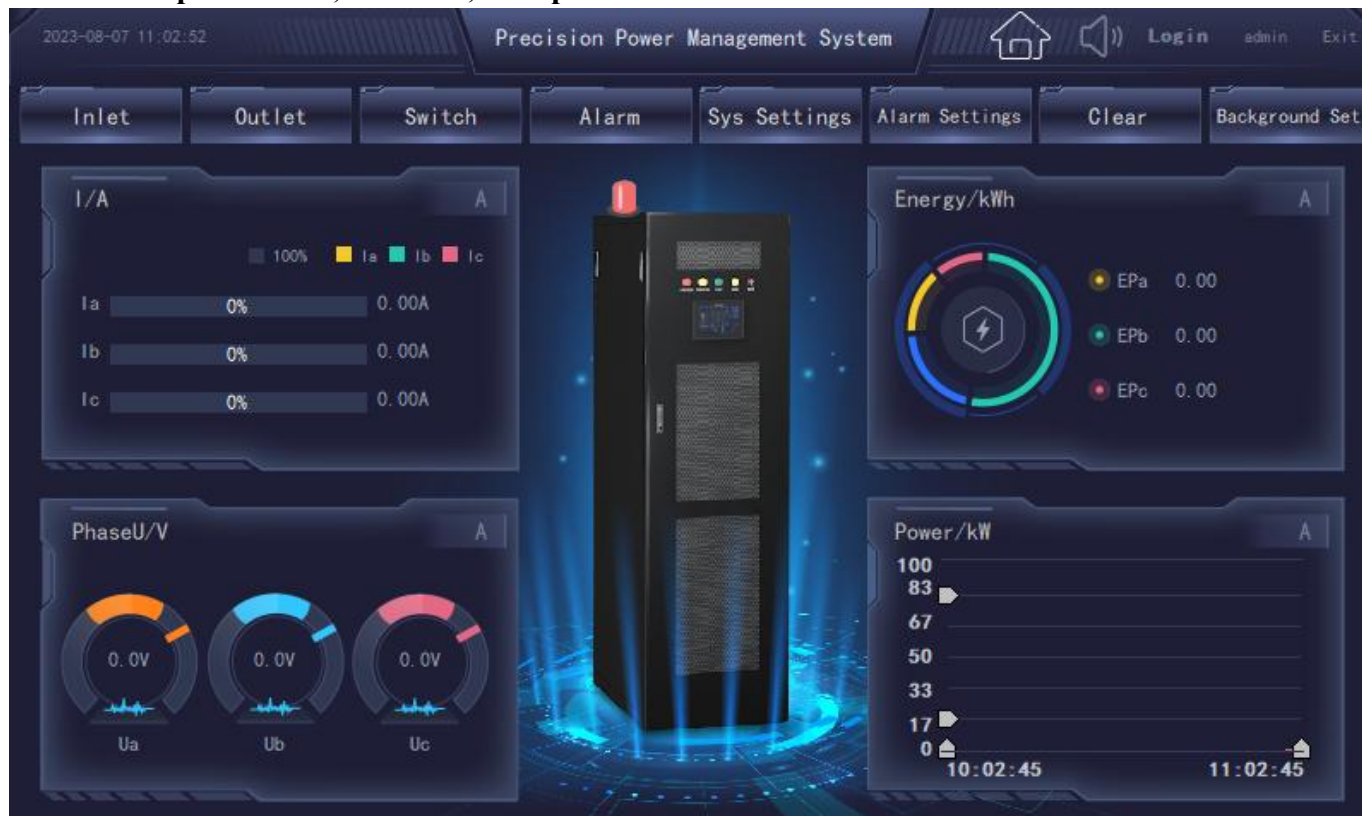 2023-08-07 11:02:52
Precision Power Management System
Login admin Exit
Inlet Outlet Switch Alarm Sys Settings Alarm Settings Clear Background Set
I/A A
100% Ia Ib Ic
Ia 0% 0.00A
Ib 0% 0.00A
Ic 0% 0.00A
Energy/kWh A
EPa 0.00
EPb 0.00
EPc 0.00
PhaseU/V A
0.0V 0.0V 0.0V
Ua Ub Uc
Power/kW A
100
83
67
50
33
17
0
10:02:45 11:02:45